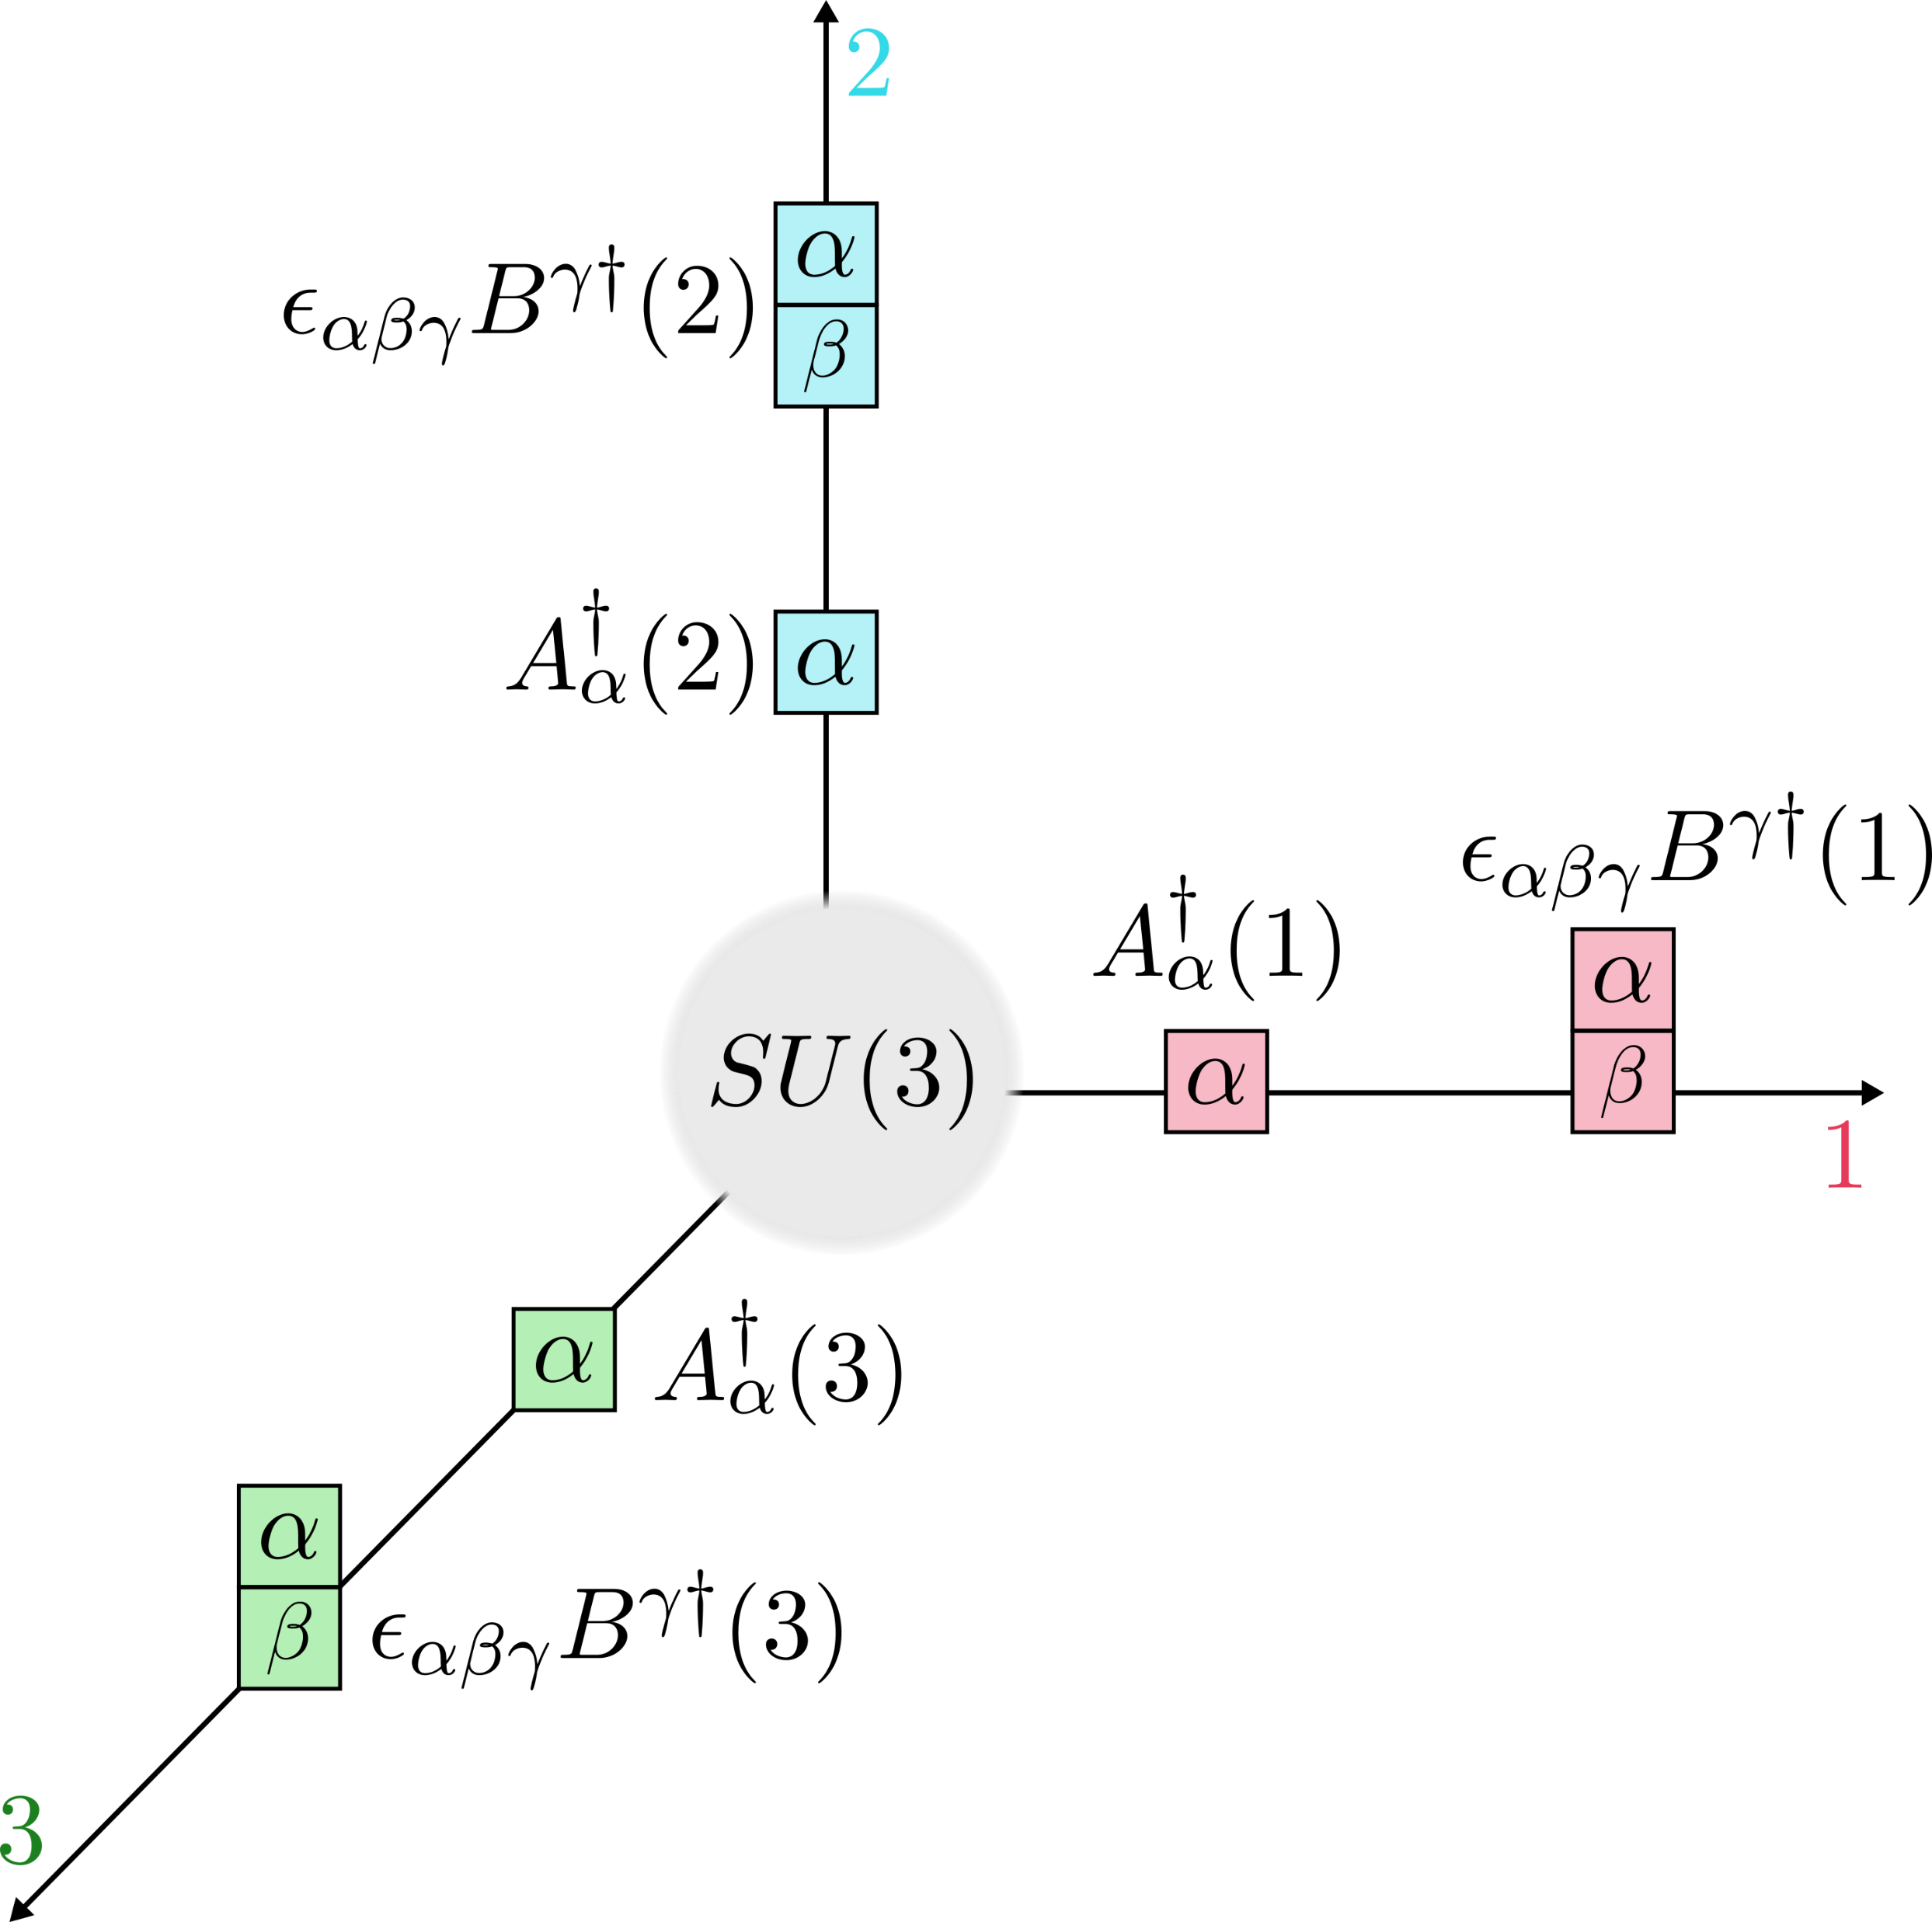 2
α
ϵ_{αβγ}B^{γ†}(2)
β
A^†_α(2)
α
ϵ_{αβγ}B^{γ†}(1)
A^†_α(1)
α
SU(3)
α
β
1
A^†_α(3)
α
α
ϵ_{αβγ}B^{γ†}(3)
β
3